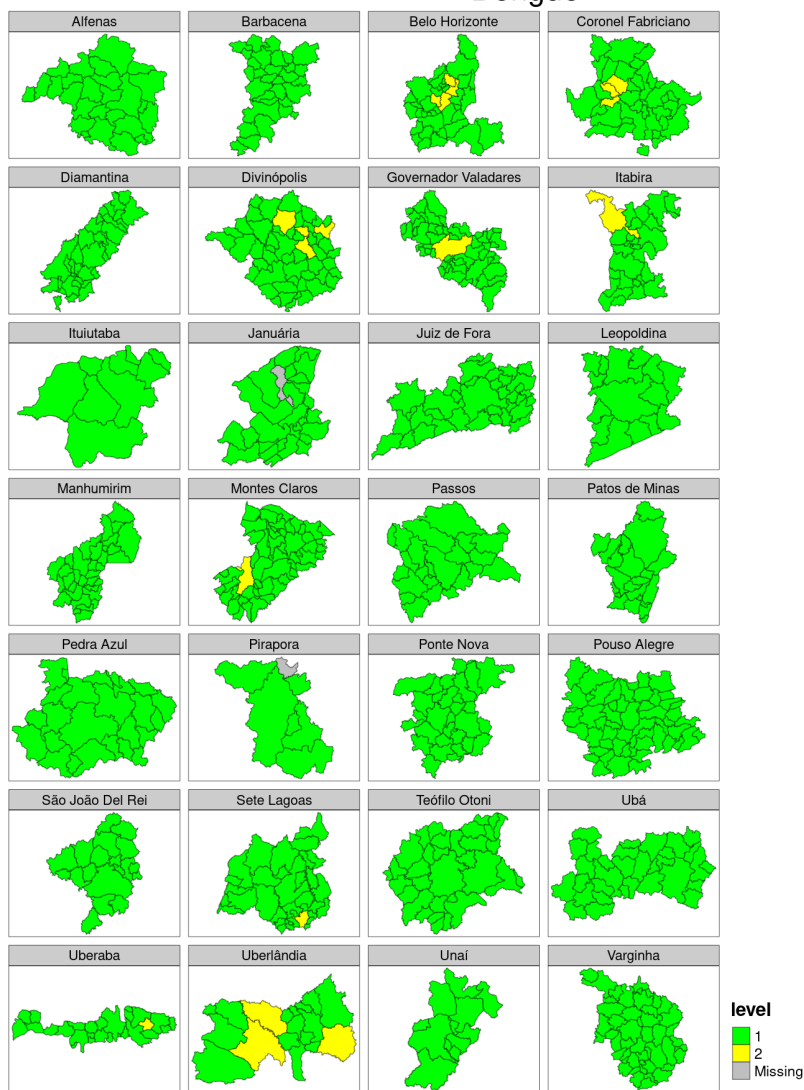 Alfenas
Barbacena
Belo Horizonte
Coronel Fabriciano
Diamantina
Divinópolis
Governador Valadares
Itabira
Ituiutaba
Januária
Juiz de Fora
Leopoldina
Manhumirim
Montes Claros
Passos
Patos de Minas
Pedra Azul
Pirapora
Ponte Nova
Pouso Alegre
São João Del Rei
Sete Lagoas
Teófilo Otoni
Ubá
Uberaba
Uberlândia
Unaí
Varginha
level
1
2
Missing